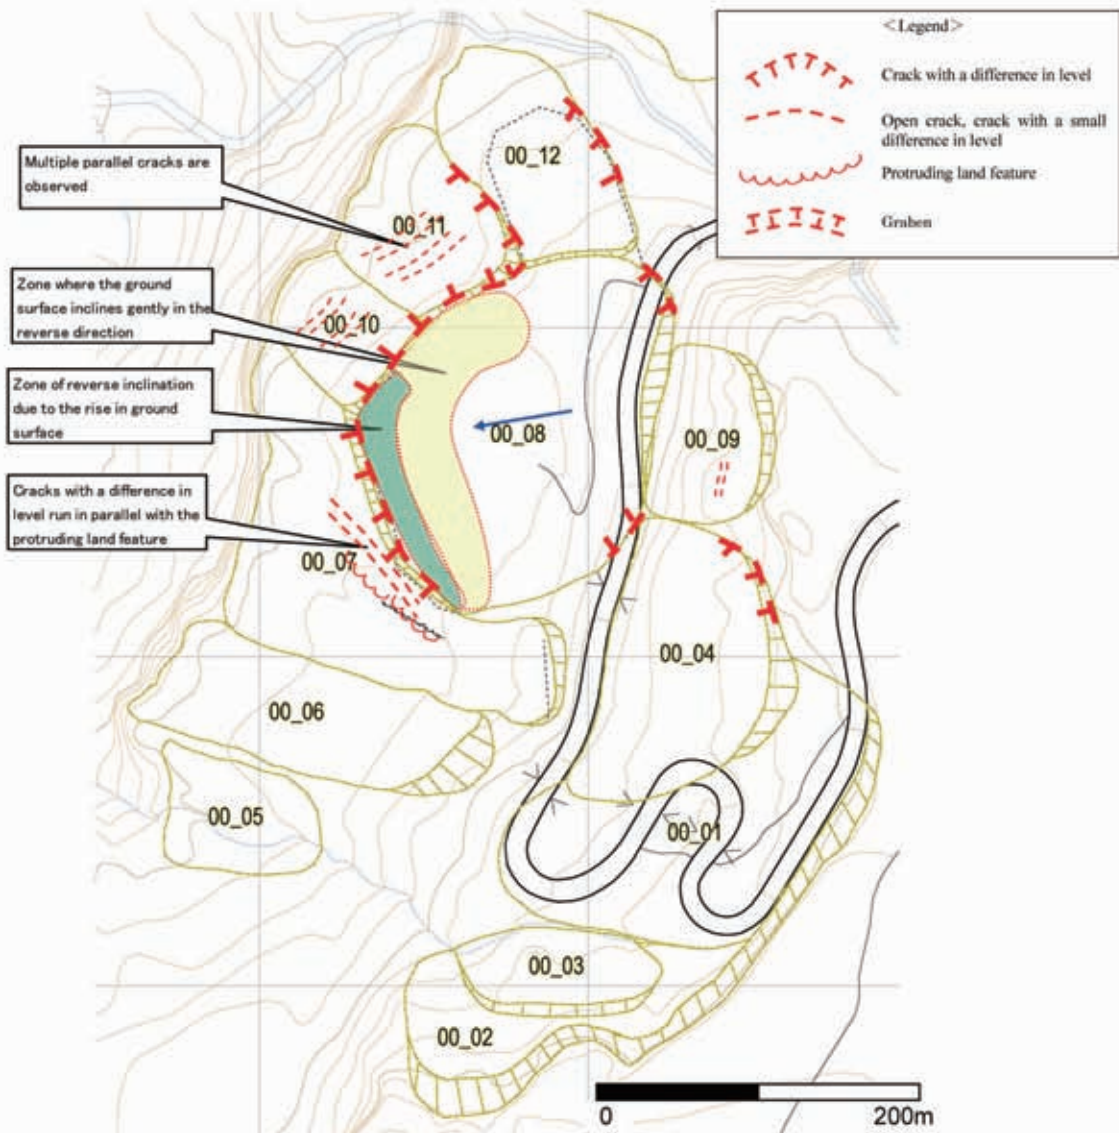 <Legend>
Crack with a difference in level
Open crack, crack with a small
difference in level
Protruding land feature
Graben
Multiple parallel cracks are
observed
Zone where the ground
surface inclines gently in the
reverse direction
Zone of reverse inclination
due to the rise in ground
surface
Cracks with a difference in
level run in parallel with the
protruding land feature
00_12
00_11
00_10
00_08
00_09
00_07
00_04
00_06
00_05
00_01
00_03
00_02
0
200m